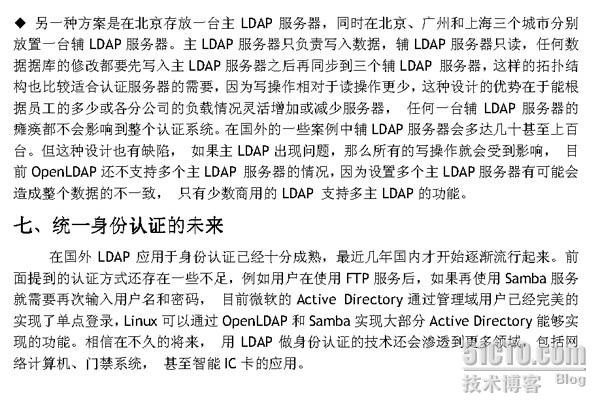 ◆ 另一种方案是在北京存放一台主 LDAP 服务器，同时在北京、广州和上海三个城市分别
放置一台辅 LDAP 服务器。主 LDAP 服务器只负责写入数据，辅 LDAP 服务器只读，任何数
据据库的修改都要先写入主 LDAP 服务器之后再同步到三个辅 LDAP 服务器，这样的拓扑结
构也比较适合认证服务器的需要，因为写操作相对于读操作更少，这种设计的优势在于能根
据员工的多少或各分公司的负载情况灵活增加或减少服务器， 任何一台辅 LDAP 服务器的
瘫痪都不会影响到整个认证系统。在国外的一些案例中辅 LDAP 服务器会多达几十甚至上百
台。但这种设计也有缺陷， 如果主 LDAP 出现问题，那么所有的写操作就会受到影响， 目
前 OpenLDAP 还不支持多个主 LDAP 服务器的情况，因为设置多个主 LDAP 服务器有可能会
造成整个数据的不一致， 只有少数商用的 LDAP 支持多主 LDAP 的功能。
七、统一身份认证的未来
在国外 LDAP 应用于身份认证已经十分成熟，最近几年国内才开始逐渐流行起来。前
面提到的认证方式还存在一些不足，例如用户在使用 FTP 服务后，如果再使用 Samba 服务
就需要再次输入用户名和密码， 目前微软的 Active Directory 通过管理域用户已经完美的
实现了单点登录，Linux 可以通过 OpenLDAP 和 Samba 实现大部分 Active Directory 能够实
现的功能。相信在不久的将来， 用 LDAP 做身份认证的技术还会渗透到更多领域，包括网
络计算机、门禁系统， 甚至智能 IC 卡的应用。
51CTO.com
技术博客 Blog